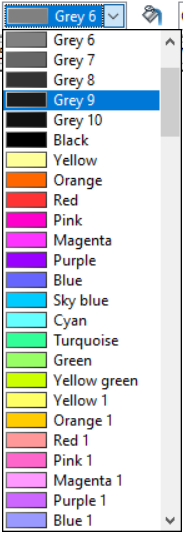 Grey 6
Grey 6
Grey 7
Grey 8
Grey 9
Grey 10
Black
Yellow
Orange
Red
Pink
Magenta
Purple
Blue
Sky blue
Cyan
Turquoise
Green
Yellow green
Yellow 1
Orange 1
Red 1
Pink 1
Magenta 1
Purple 1
Blue 1